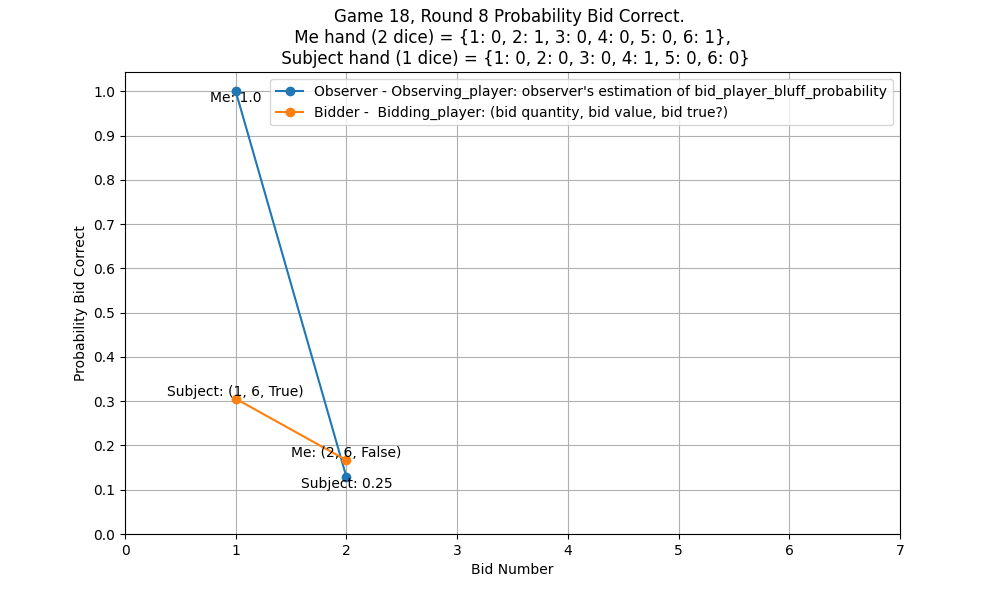 Game 18, Round 8 Probability Bid Correct.
Me hand (2 dice) = {1: 0, 2: 1, 3: 0, 4: 0, 5: 0, 6: 1},
Subject hand (1 dice) = {1: 0, 2: 0, 3: 0, 4: 1, 5: 0, 6: 0}
Observer - Observing_player: observer's estimation of bid_player_bluff_probability
Bidder -  Bidding_player: (bid quantity, bid value, bid true?)
Me: 1.0
Subject: (1, 6, True)
Me: (2, 6, False)
Subject: 0.25
Probability Bid Correct
1.0
0.9
0.8
0.7
0.6
0.5
0.4
0.3
0.2
0.1
0.0
0 1 2 3 4 5 6 7
Bid Number